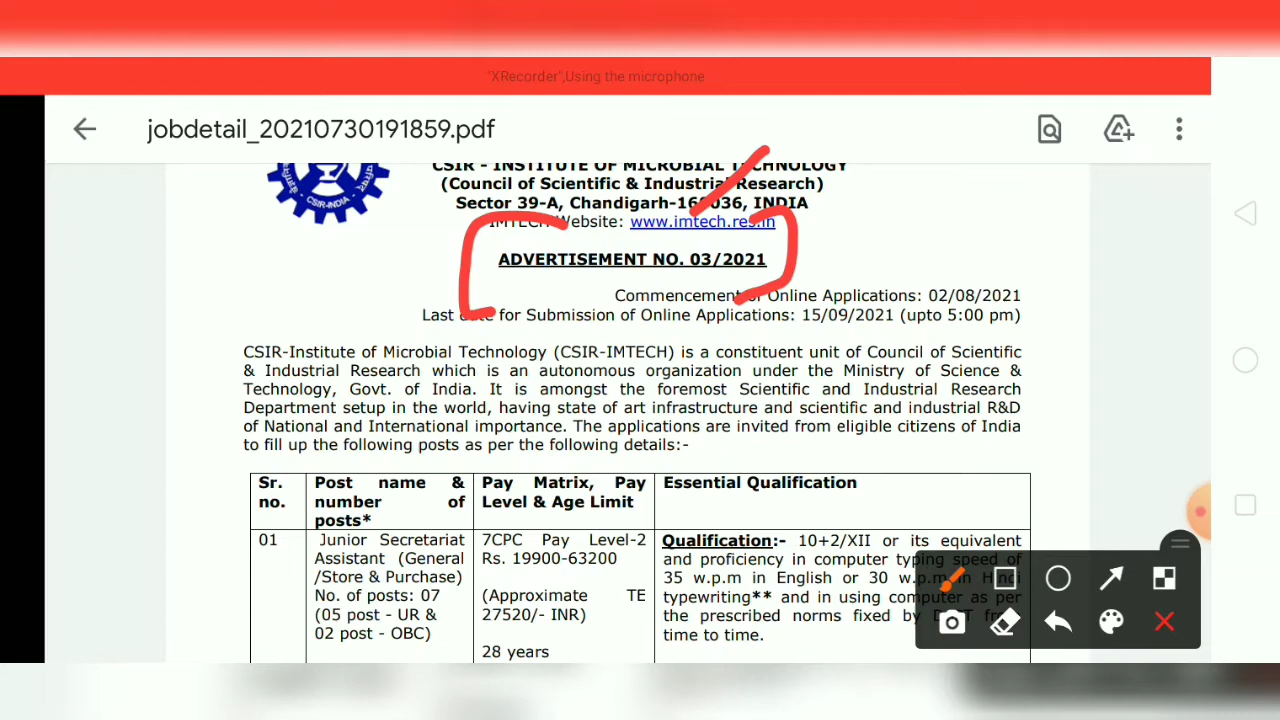 "XRecorder",Using the microphone
jobdetail_20210730191859.pdf
CSIR - INSTITUTE OF MICROBIAL TECHNOLOGY
(Council of Scientific & Industrial Research)
Sector 39-A, Chandigarh-160036, INDIA
IMTECH Website: www.imtech.res.in
CSIR-INDIA
ADVERTISEMENT NO. 03/2021
Commencement of Online Applications: 02/08/2021
Last date for Submission of Online Applications: 15/09/2021 (upto 5:00 pm)
CSIR-Institute of Microbial Technology (CSIR-IMTECH) is a constituent unit of Council of Scientific
& Industrial Research which is an autonomous organization under the Ministry of Science &
Technology, Govt. of India. It is amongst the foremost Scientific and Industrial Research
Department setup in the world, having state of art infrastructure and scientific and industrial R&D
of National and International importance. The applications are invited from eligible citizens of India
to fill up the following posts as per the following details:-
Sr. no.
Post name & number of posts*
Pay Matrix, Pay Level & Age Limit
Essential Qualification
01
Junior Secretariat
Assistant (General
/Store & Purchase)
No. of posts: 07
(05 post - UR &
02 post - OBC)
7CPC Pay Level-2
Rs. 19900-63200
(Approximate TE
27520/- INR)
28 years
Qualification:- 10+2/XII or its equivalent
and proficiency in computer typing speed of
35 w.p.m in English or 30 w.p.m in Hindi
typewriting** and in using computer as per
the prescribed norms fixed by from
time to time.